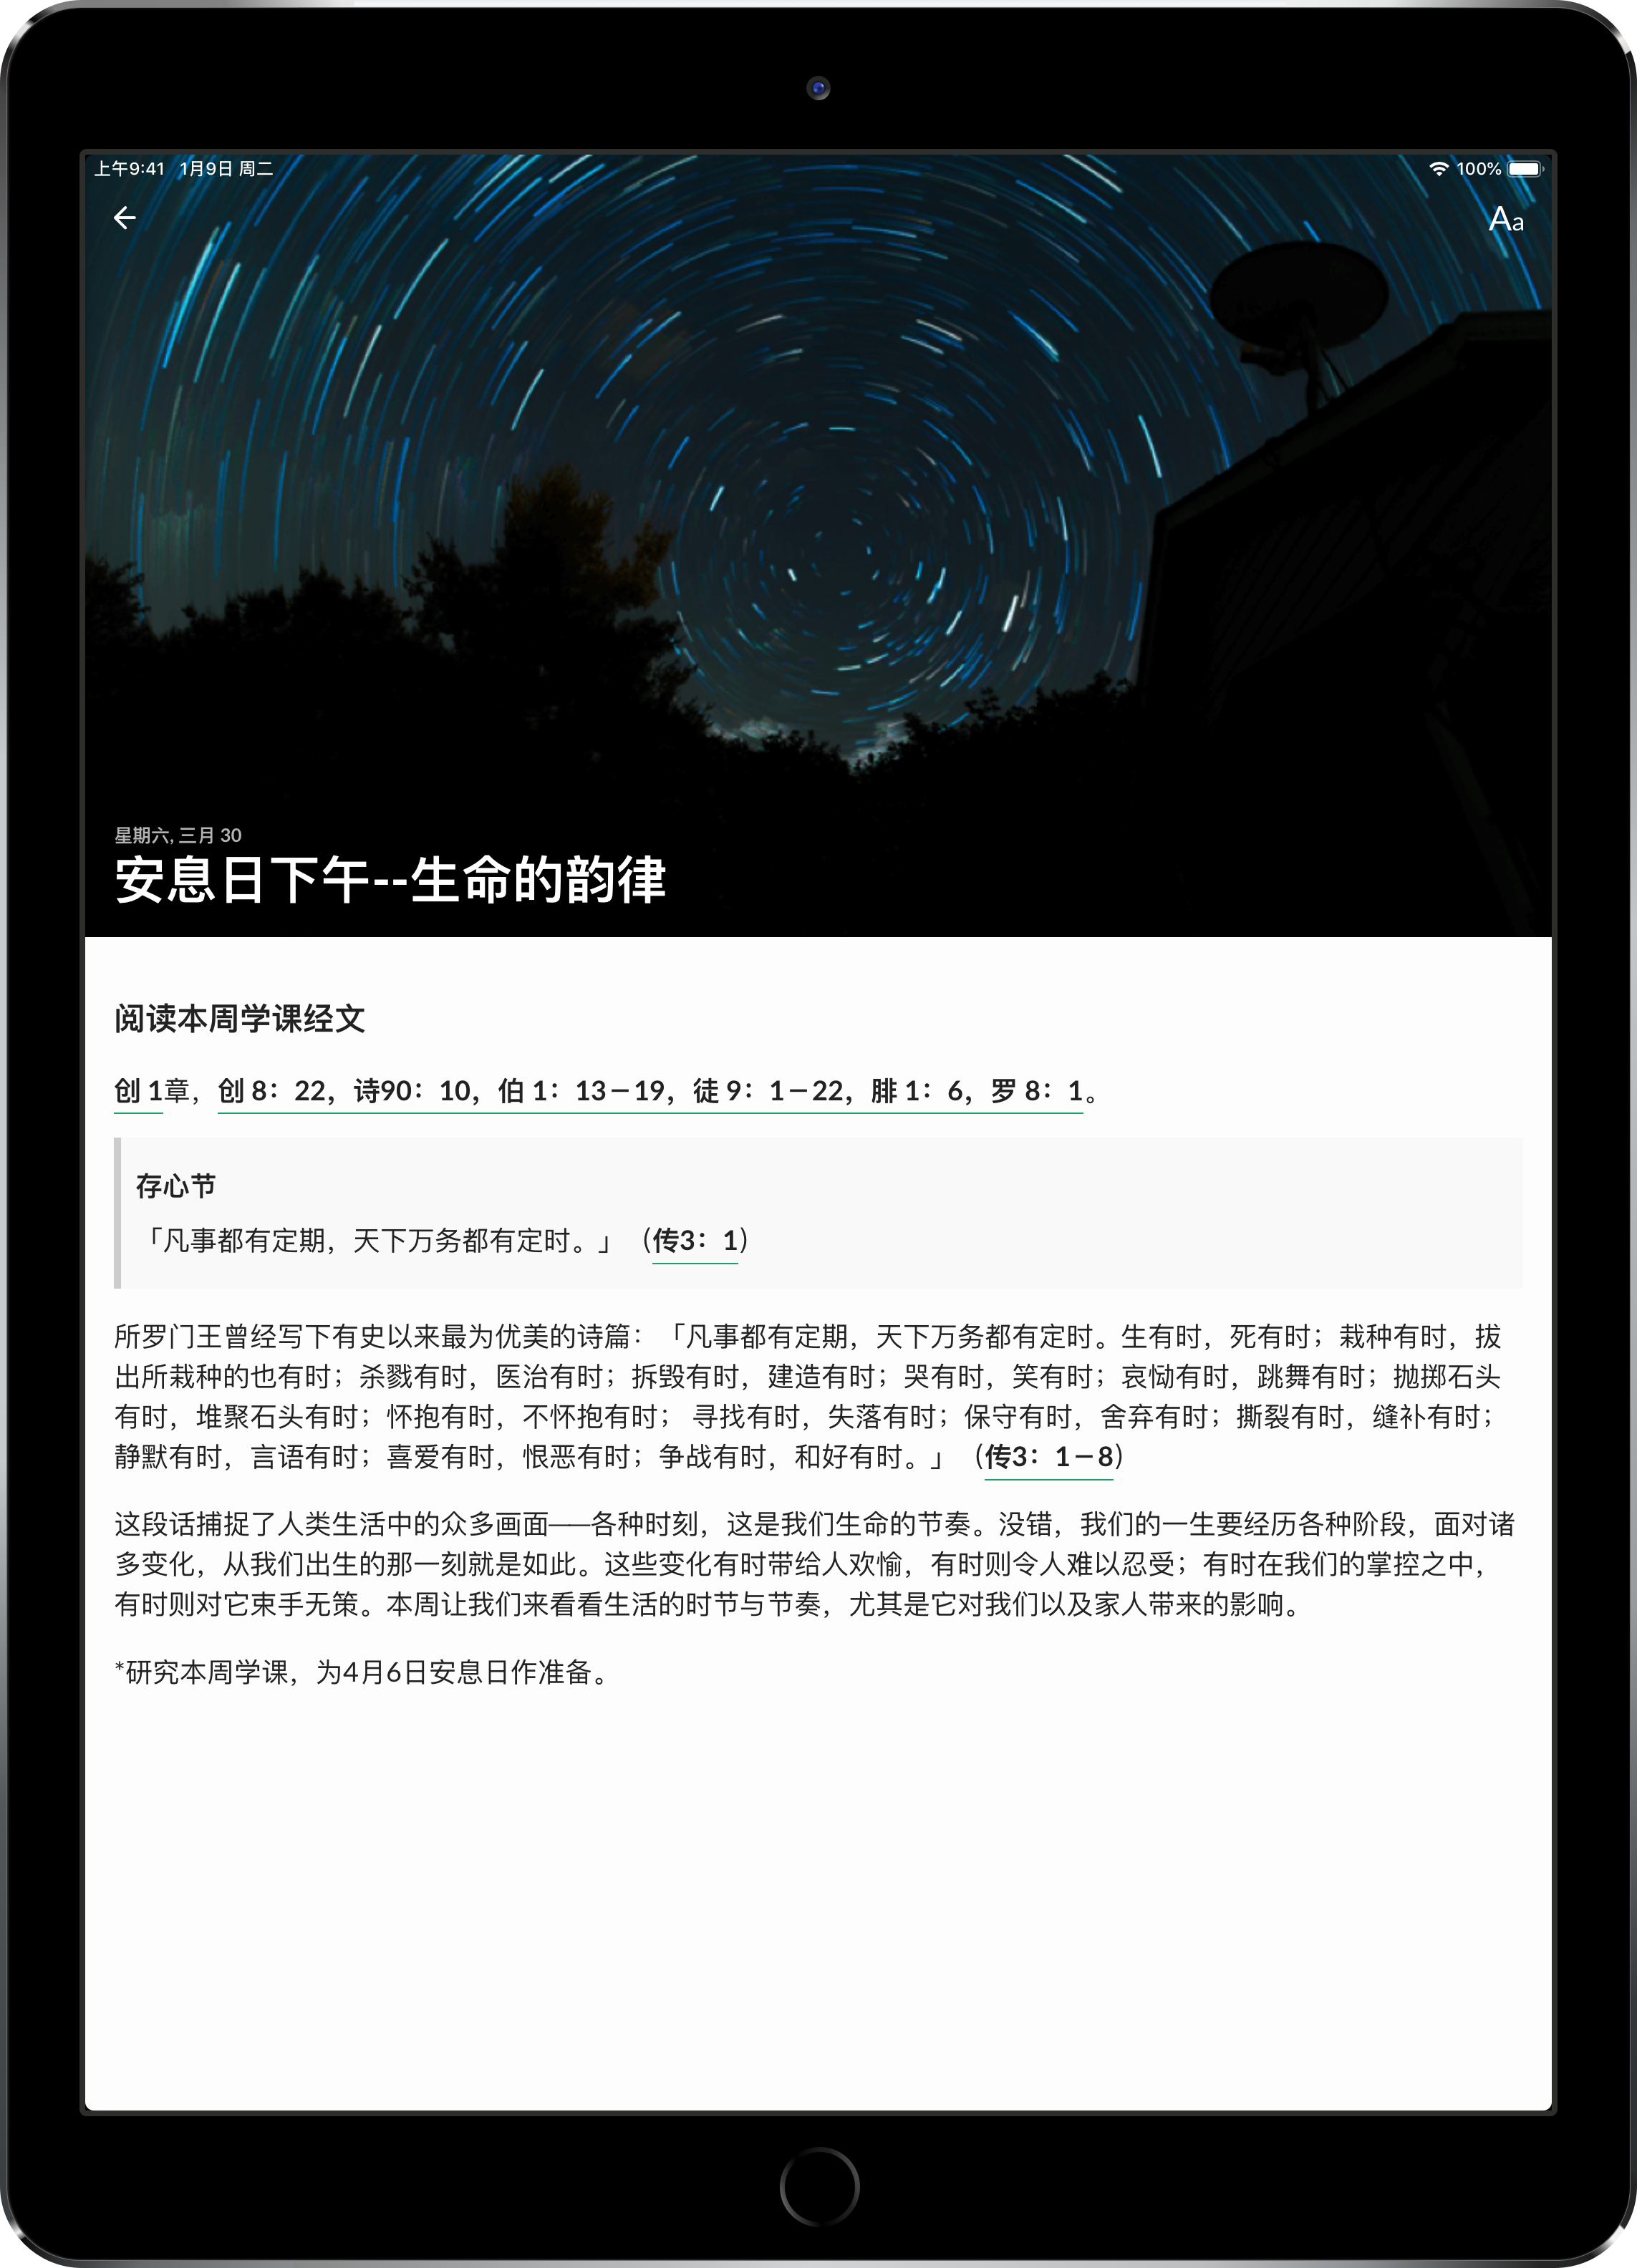 上午9:41 1月9日 周二
100%
Aa
星期六, 三月 30
安息日下午--生命的韵律
阅读本周学课经文
创 1章，创 8：22，诗90：10，伯 1：13－19，徒 9：1－22，腓 1：6，罗 8：1。
存心节
「凡事都有定期，天下万务都有定时。」（传3：1）
所罗门王曾经写下有史以来最为优美的诗篇：「凡事都有定期，天下万务都有定时。生有时，死有时；栽种有时，拔
出所栽种的也有时；杀戮有时，医治有时；拆毁有时，建造有时；哭有时，笑有时；哀恸有时，跳舞有时；抛掷石头
有时，堆聚石头有时；怀抱有时，不怀抱有时； 寻找有时，失落有时；保守有时，舍弃有时；撕裂有时，缝补有时；
静默有时，言语有时；喜爱有时，恨恶有时；争战有时，和好有时。」（传3：1－8）
这段话捕捉了人类生活中的众多画面——各种时刻，这是我们生命的节奏。没错，我们的一生要经历各种阶段，面对诸
多变化，从我们出生的那一刻就是如此。这些变化有时带给人欢愉，有时则令人难以忍受；有时在我们的掌控之中，
有时则对它束手无策。本周让我们来看看生活的时节与节奏，尤其是它对我们以及家人带来的影响。
*研究本周学课，为4月6日安息日作准备。